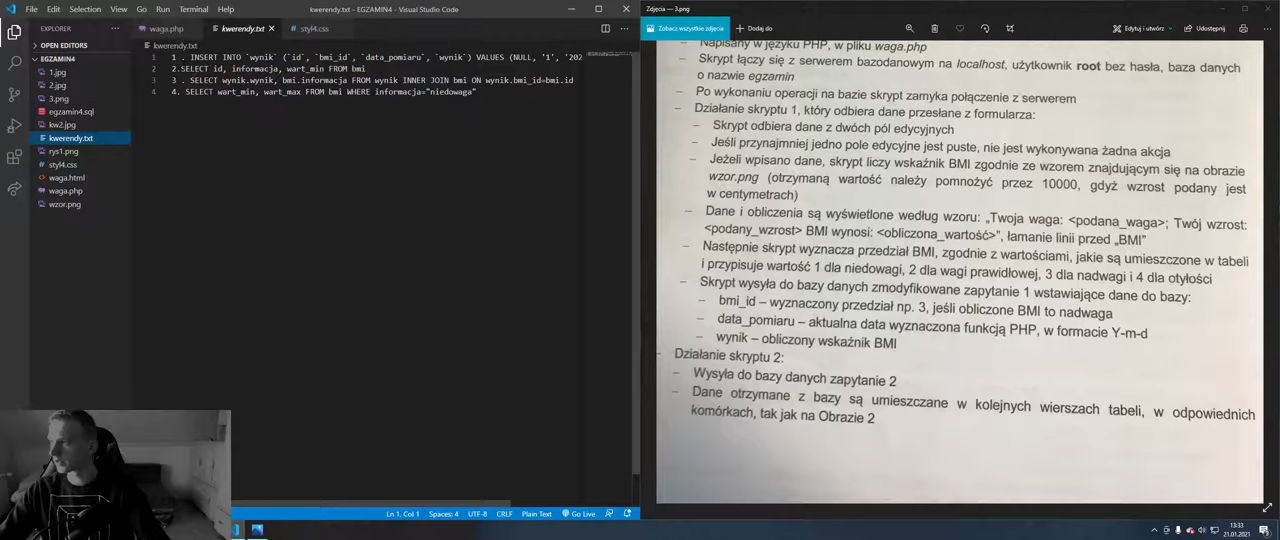 File Edit Selection View Go Run Terminal Help
kwerendy.txt - EGZAMIN4 - Visual Studio Code
EXPLORER
OPEN EDITORS
EGZAMIN4
1.jpg
2.jpg
3.png
egzamin4.sql
kw2.jpg
kwerendy.txt
rys1.png
styl4.css
waga.html
waga.php
wzor.png
waga.php
kwerendy.txt
styl4.css
kwerendy.txt
1 1 . INSERT INTO `wynik` (`id`, `bmi_id`, `data_pomiaru`, `wynik`) VALUES (NULL, '1', '202
2 2.SELECT id, informacja, wart_min FROM bmi
3 3 . SELECT wynik.wynik, bmi.informacja FROM wynik INNER JOIN bmi ON wynik.bmi_id=bmi.id
4 4. SELECT wart_min, wart_max FROM bmi WHERE informacja="niedowaga"
Ln 1, Col 1 Spaces: 4 UTF-8 CRLF Plain Text Go Live
Zdjęcia — 3.png
Zobacz wszystkie zdjęcia
Dodaj do
Edytuj i utwórz
Udostępnij
– Napisany w języku PHP, w pliku waga.php
– Skrypt łączy się z serwerem bazodanowym na localhost, użytkownik root bez hasła, baza danych
o nazwie egzamin
– Po wykonaniu operacji na bazie skrypt zamyka połączenie z serwerem
– Działanie skryptu 1, który odbiera dane przesłane z formularza:
– Skrypt odbiera dane z dwóch pól edycyjnych
– Jeśli przynajmniej jedno pole edycyjne jest puste, nie jest wykonywana żadna akcja
– Jeżeli wpisano dane, skrypt liczy wskaźnik BMI zgodnie ze wzorem znajdującym się na obrazie
wzor.png (otrzymaną wartość należy pomnożyć przez 10000, gdyż wzrost podany jest
w centymetrach)
– Dane i obliczenia są wyświetlone według wzoru: „Twoja waga: <podana_waga>; Twój wzrost:
<podany_wzrost> BMI wynosi: <obliczona_wartość>”, łamanie linii przed „BMI”
– Następnie skrypt wyznacza przedział BMI, zgodnie z wartościami, jakie są umieszczone w tabeli
i przypisuje wartość 1 dla niedowagi, 2 dla wagi prawidłowej, 3 dla nadwagi i 4 dla otyłości
– Skrypt wysyła do bazy danych zmodyfikowane zapytanie 1 wstawiające dane do bazy:
– bmi_id – wyznaczony przedział np. 3, jeśli obliczone BMI to nadwaga
– data_pomiaru – aktualna data wyznaczona funkcją PHP, w formacie Y-m-d
– wynik – obliczony wskaźnik BMI
– Działanie skryptu 2:
– Wysyła do bazy danych zapytanie 2
– Dane otrzymane z bazy są umieszczane w kolejnych wierszach tabeli, w odpowiednich
komórkach, tak jak na Obrazie 2
13:33
21.01.2021